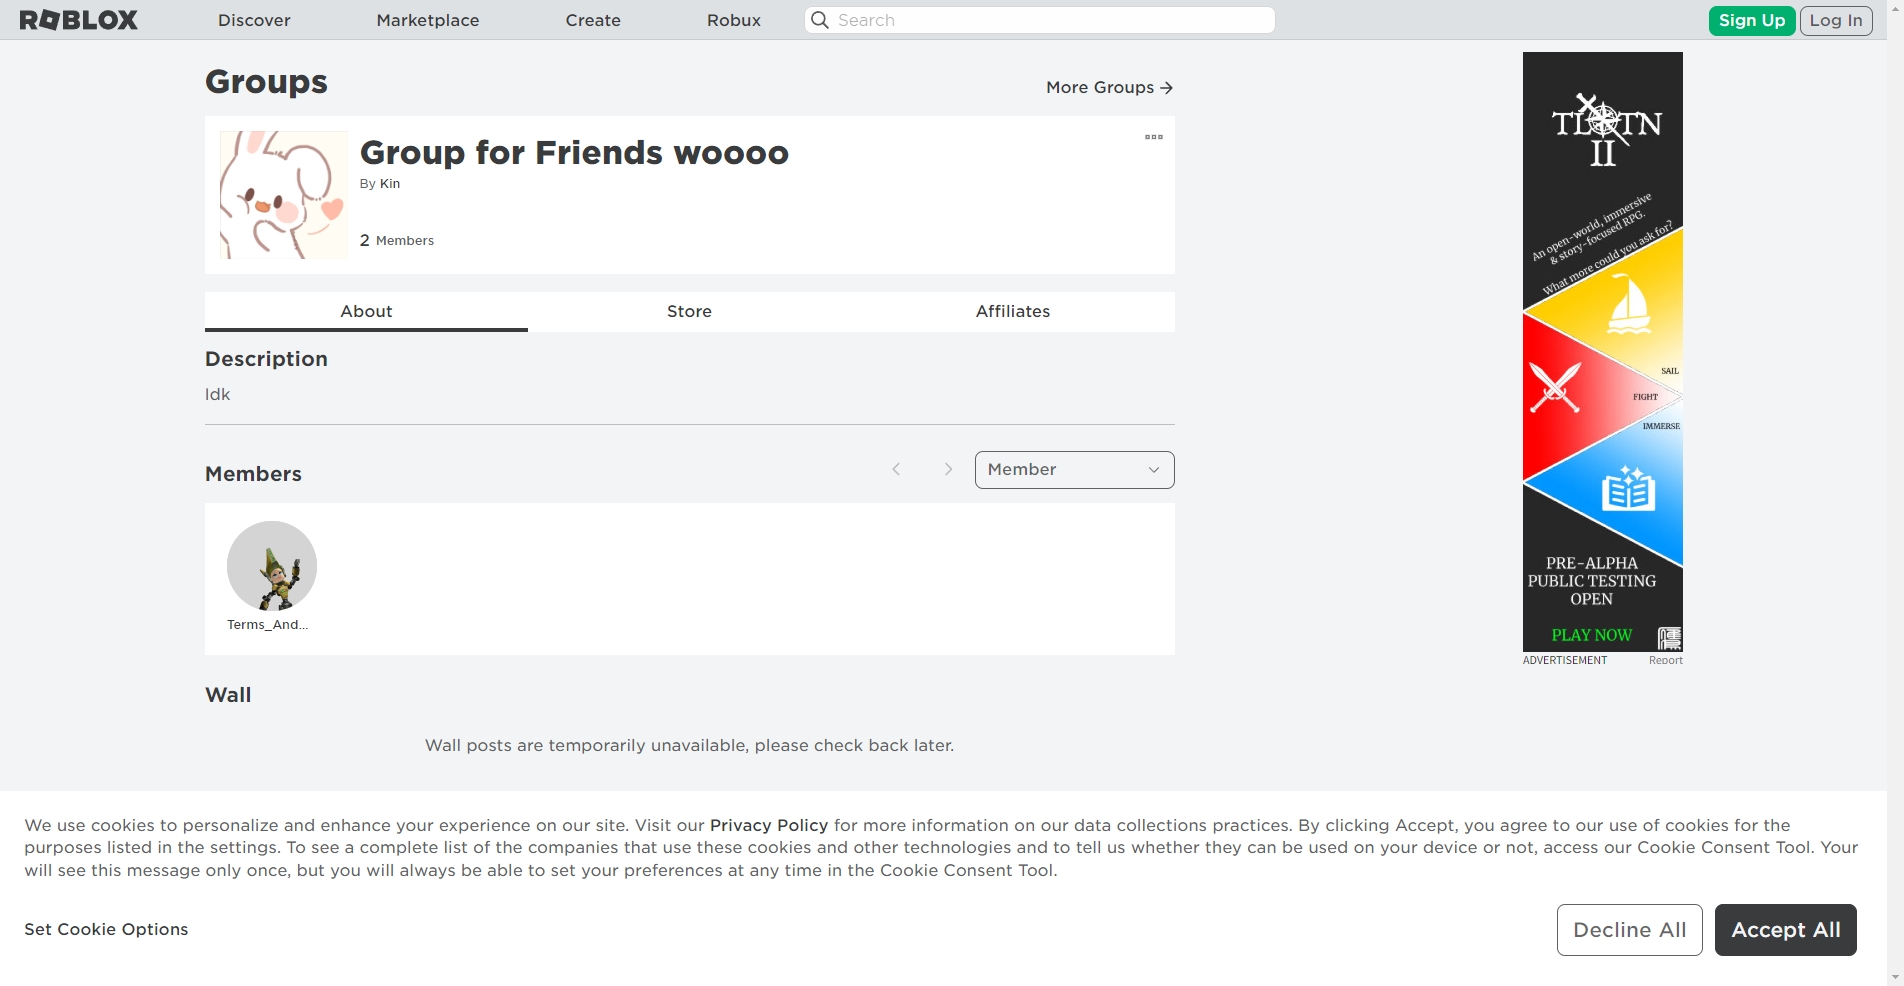 ROBLOX
Discover
Marketplace
Create
Robux
Search
Sign Up
Log In
Groups
More Groups
Group for Friends woooo
By Kin
2 Members
About
Store
Affiliates
Description
Idk
Members
Member
Terms_And...
Wall
Wall posts are temporarily unavailable, please check back later.
TLOTN
II
An open-world, immersive
& story-focused RPG.
What more could you ask for?
SAIL
FIGHT
IMMERSE
PRE-ALPHA
PUBLIC TESTING
OPEN
PLAY NOW
ADVERTISEMENT
Report
We use cookies to personalize and enhance your experience on our site. Visit our Privacy Policy for more information on our data collections practices. By clicking Accept, you agree to our use of cookies for the
purposes listed in the settings. To see a complete list of the companies that use these cookies and other technologies and to tell us whether they can be used on your device or not, access our Cookie Consent Tool. Your
will see this message only once, but you will always be able to set your preferences at any time in the Cookie Consent Tool.
Set Cookie Options
Decline All
Accept All